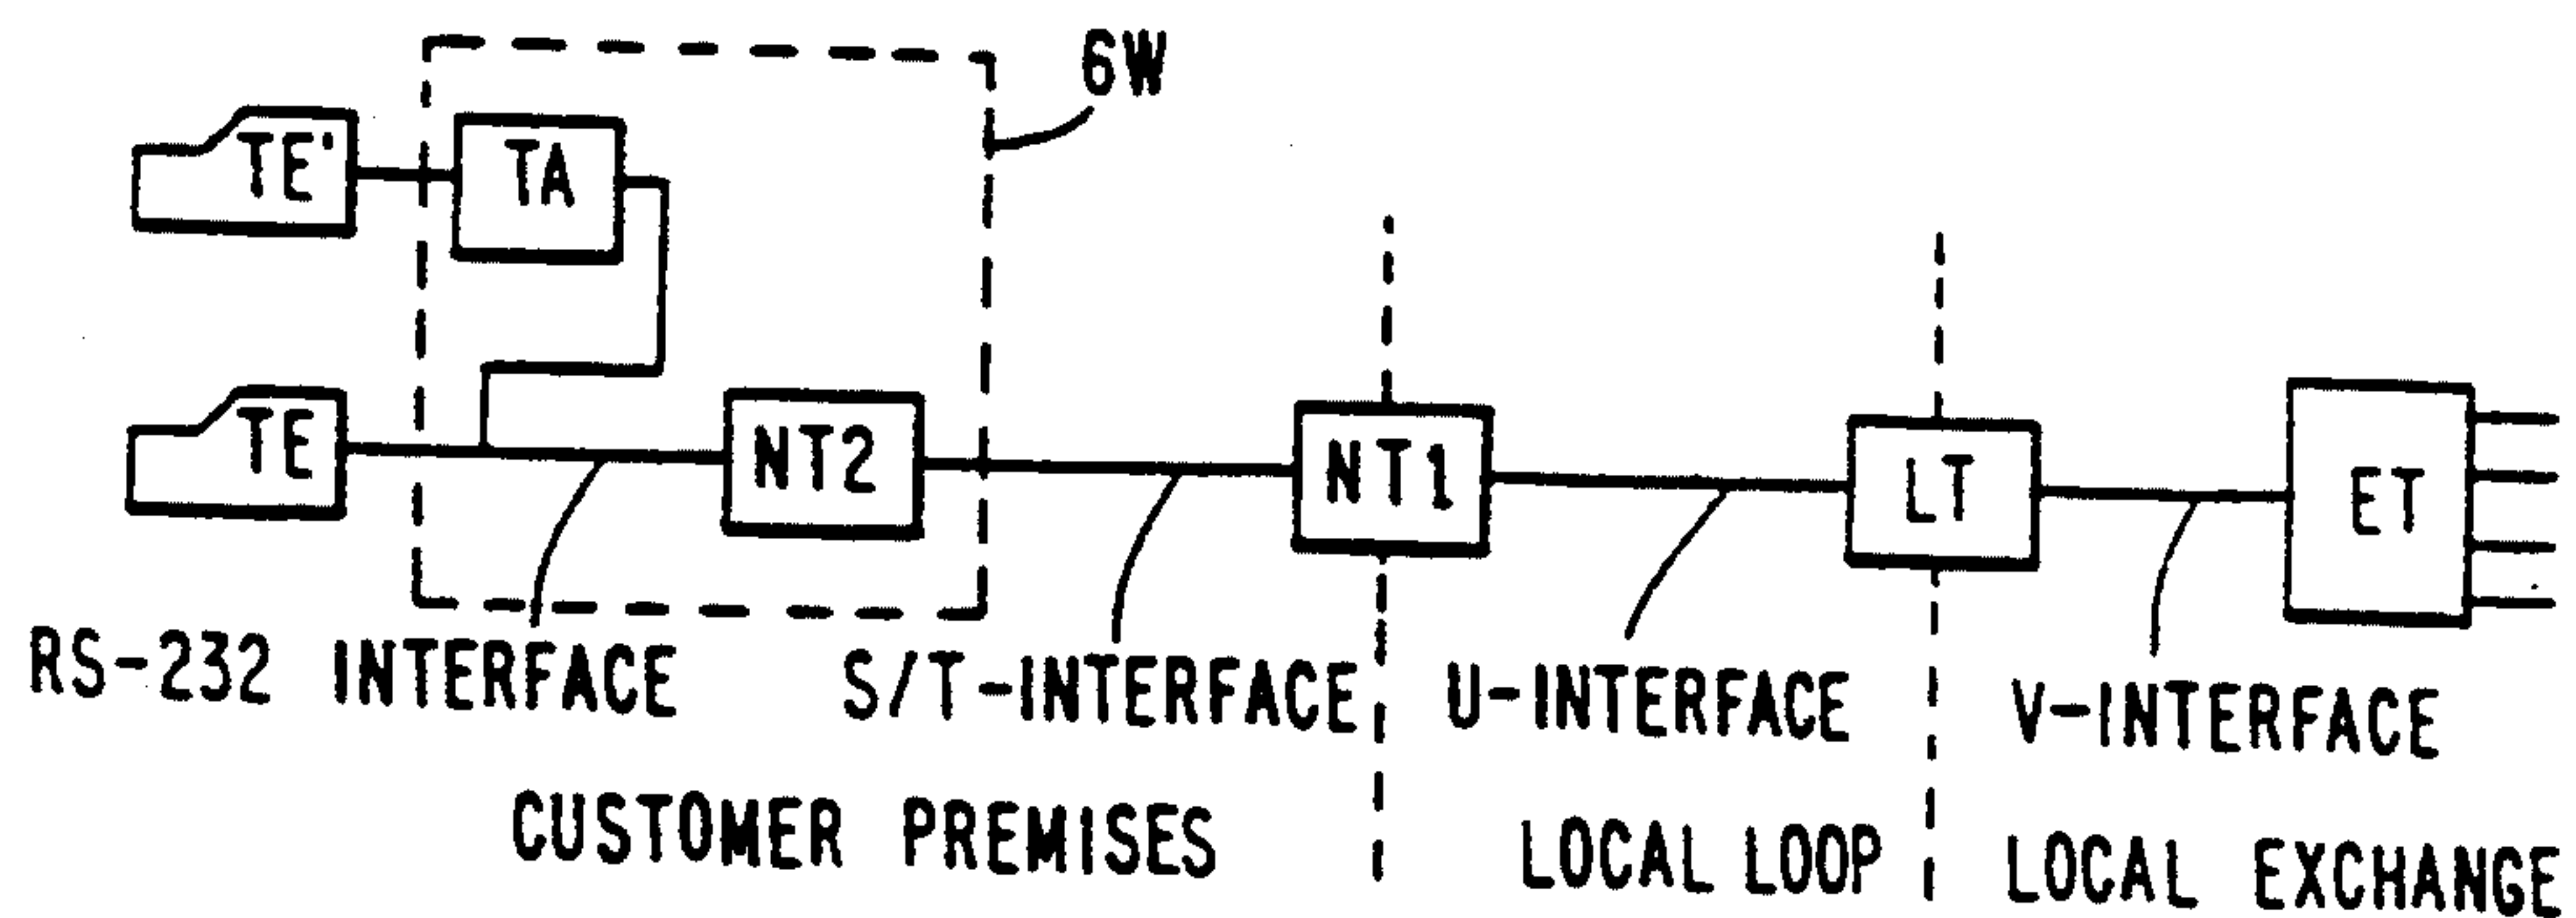 6W
TE'
TA
TE
NT2
NT1
LT
ET
RS-232 INTERFACE
S/T-INTERFACE
U-INTERFACE
V-INTERFACE
CUSTOMER PREMISES
LOCAL LOOP
LOCAL EXCHANGE